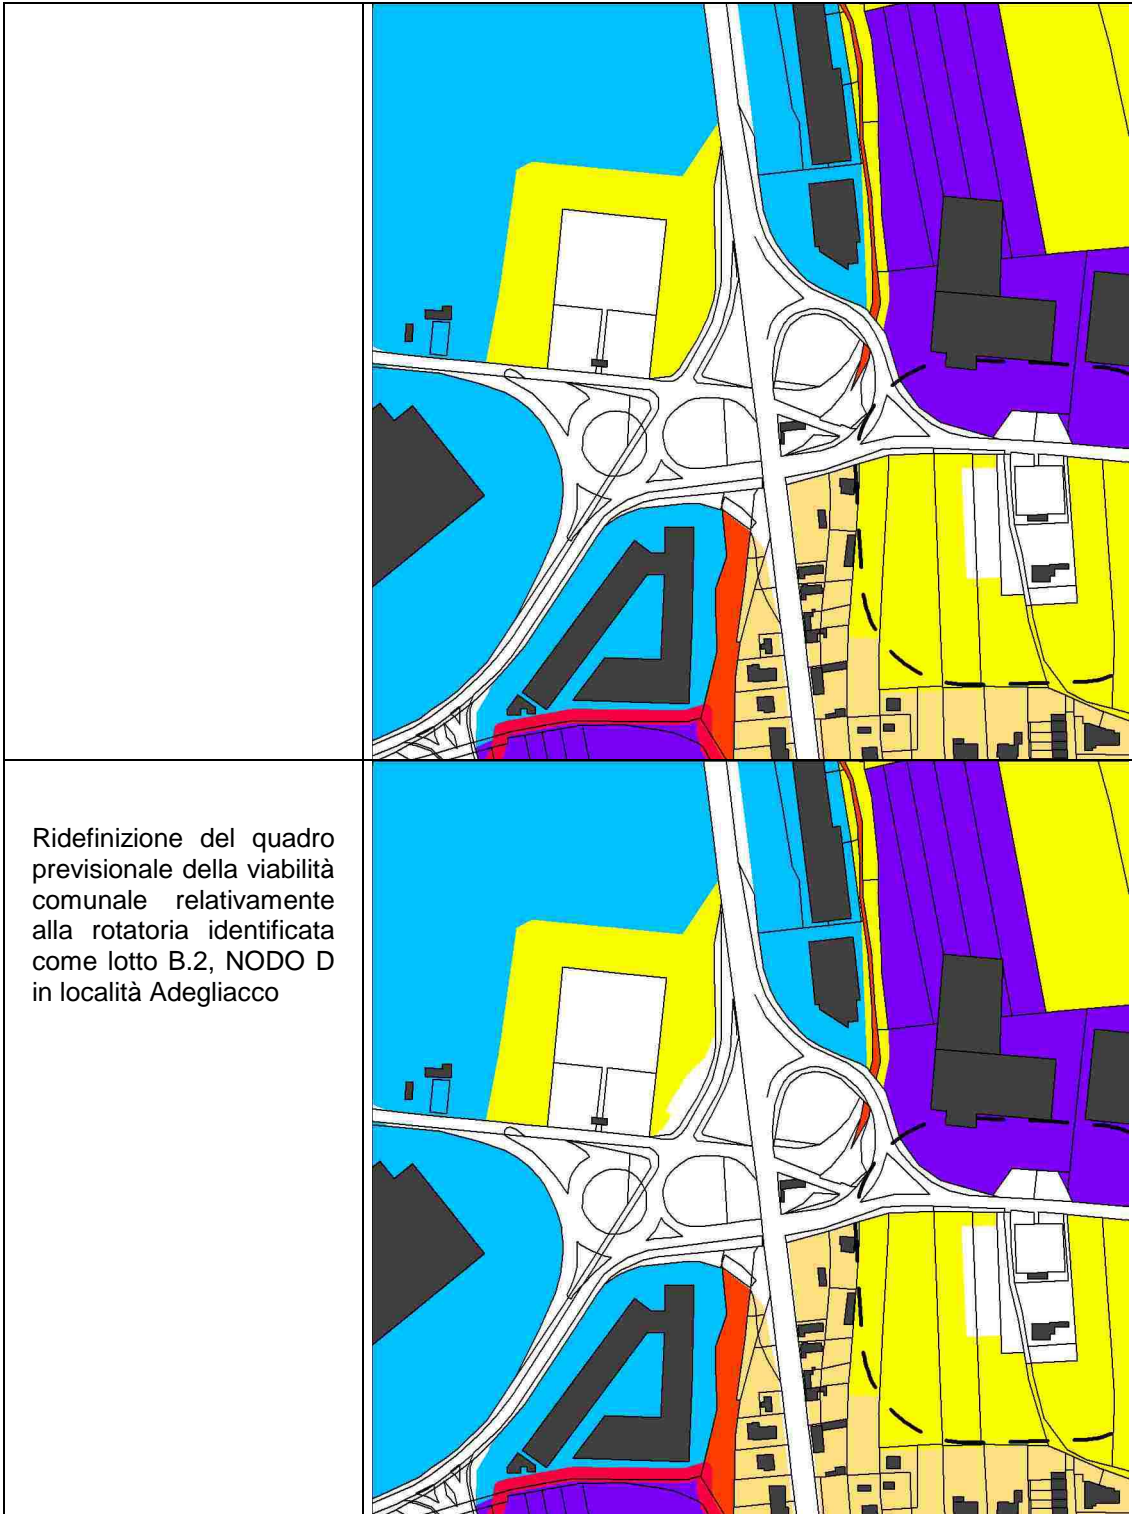 Ridefinizione del quadro
previsionale della viabilità
comunale relativamente
alla rotatoria identificata
come lotto B.2, NODO D
in località Adegliacco